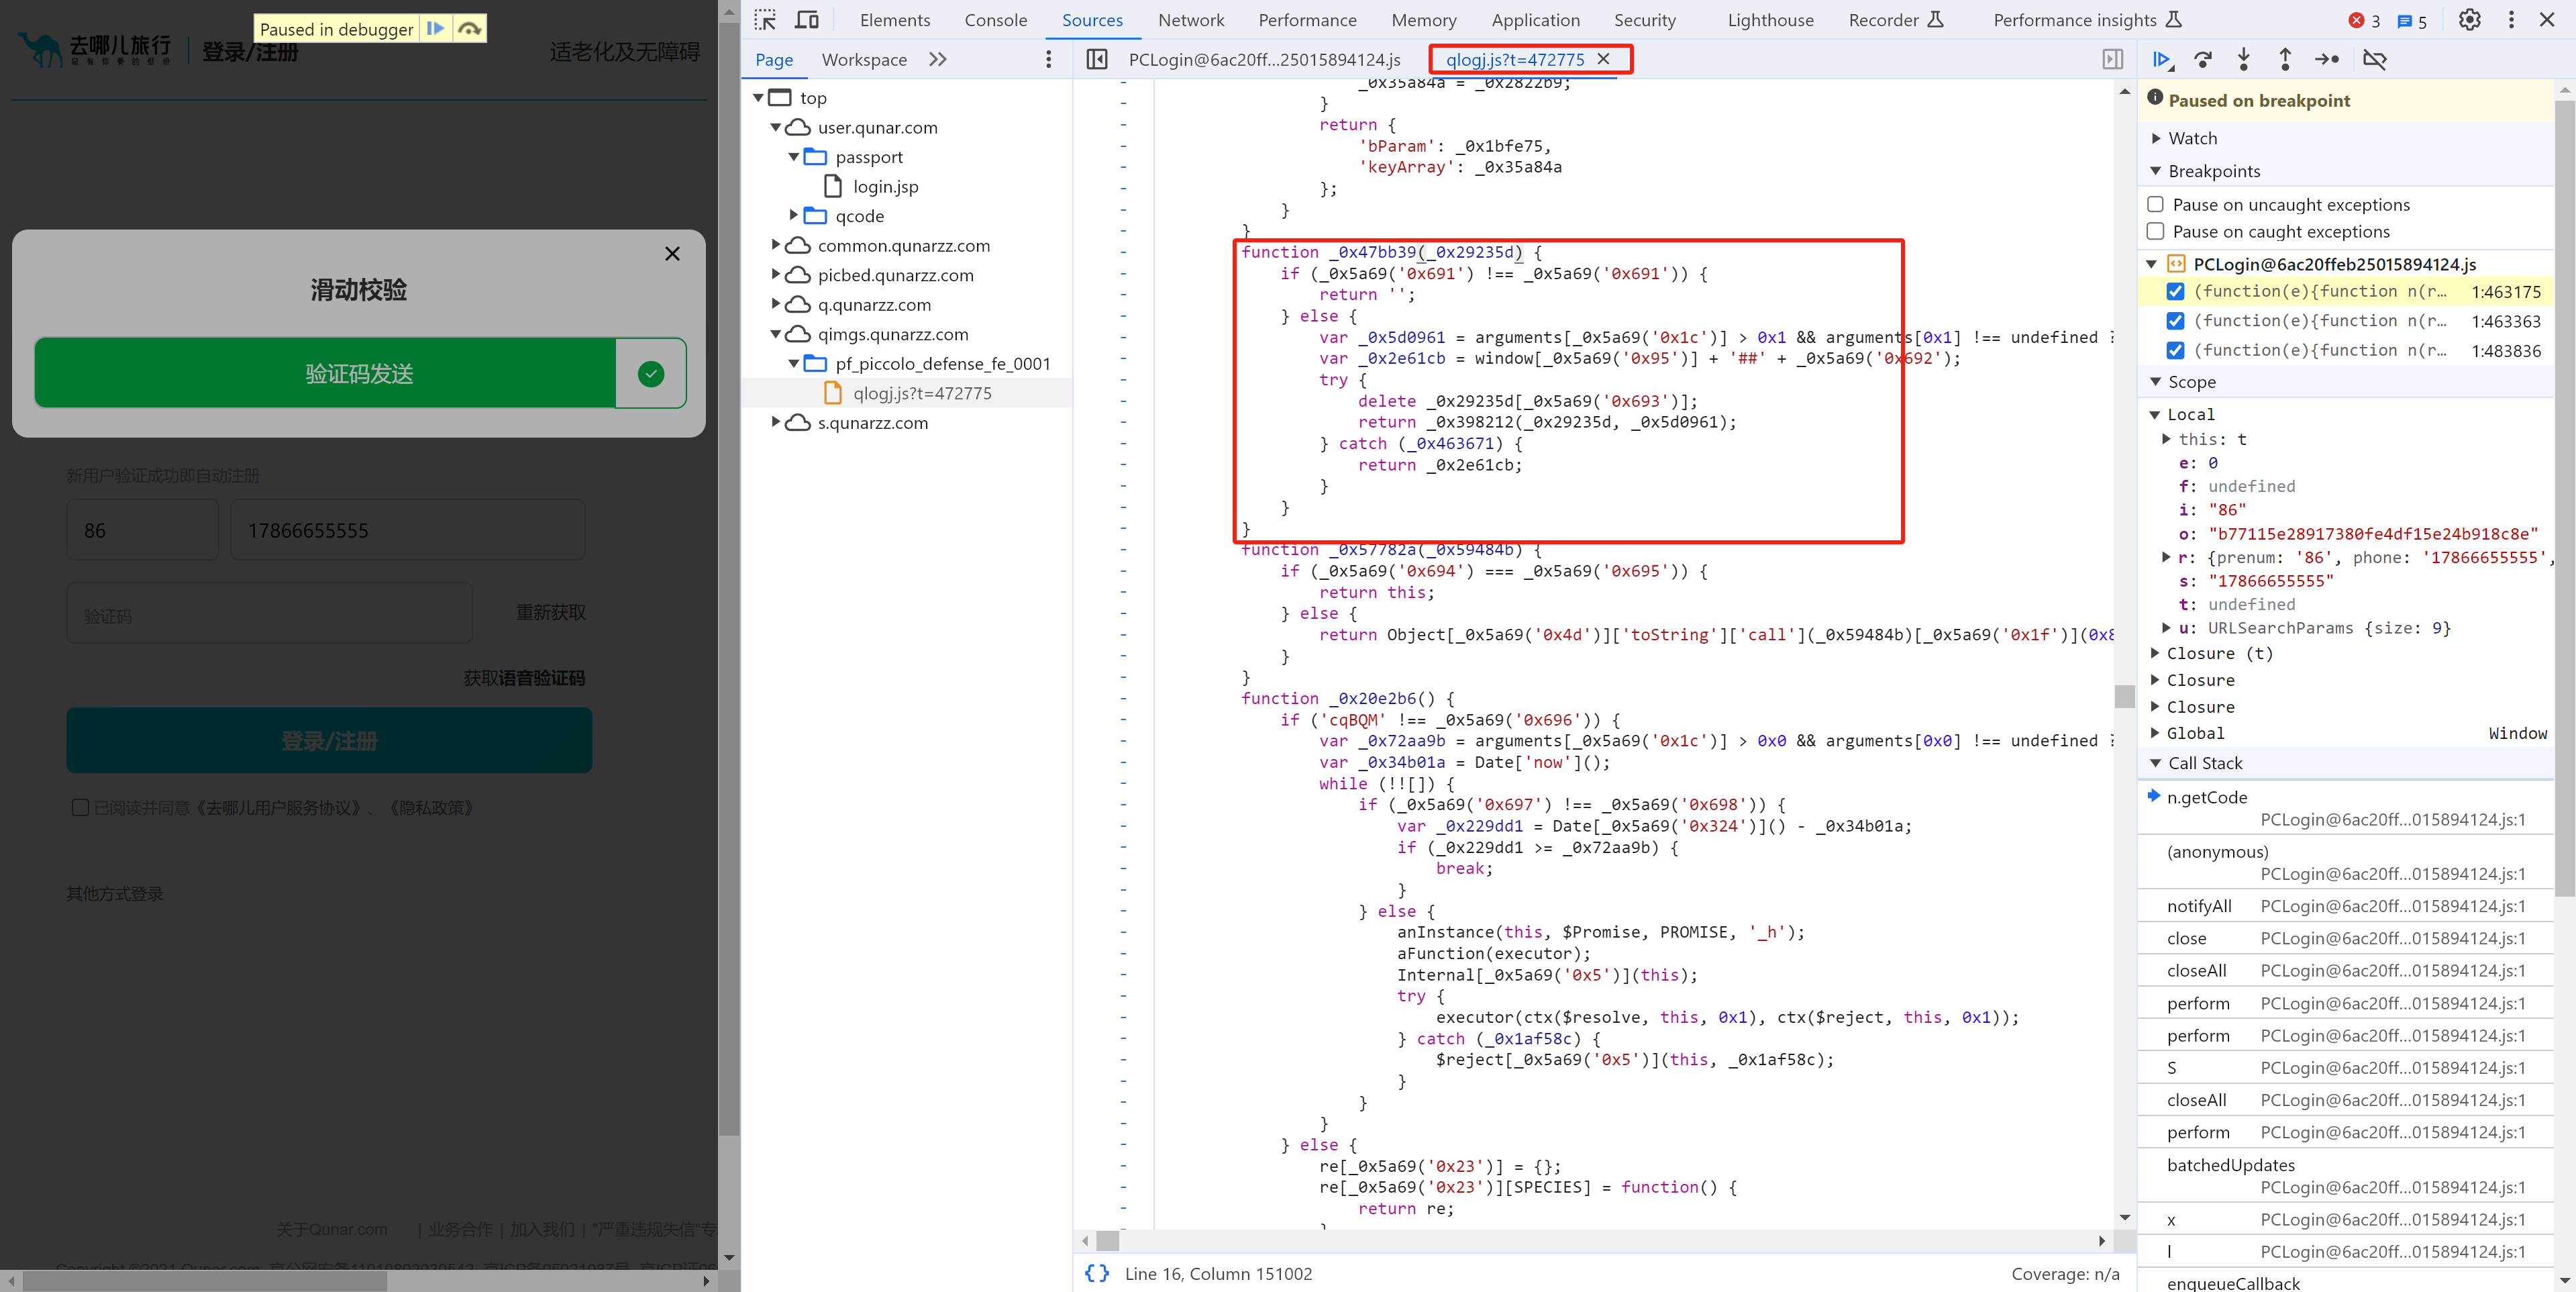 Paused in debugger
去哪儿旅行
总有你要的低价
登录/注册
适老化及无障碍
滑动校验
验证码发送
新用户验证成功即自动注册
86
17866655555
验证码
重新获取
获取语音验证码
登录/注册
已阅读并同意《去哪儿用户服务协议》、《隐私政策》
其他方式登录
关于Qunar.com | 业务合作 | 加入我们 | "严重违规失信"专
Elements Console Sources Network Performance Memory Application Security Lighthouse Recorder Performance insights 3 5
Page Workspace
top
user.qunar.com
passport
login.jsp
qcode
common.qunarzz.com
picbed.qunarzz.com
q.qunarzz.com
qimgs.qunarzz.com
pf_piccolo_defense_fe_0001
qlogj.js?t=472775
s.qunarzz.com
PCLogin@6ac20ff...25015894124.js qlogj.js?t=472775
_0x35a84a = _0x2822b9;
}
return {
'bParam': _0x1bfe75,
'keyArray': _0x35a84a
};
}
}
function _0x47bb39(_0x29235d) {
if (_0x5a69('0x691') !== _0x5a69('0x691')) {
return '';
} else {
var _0x5d0961 = arguments[_0x5a69('0x1c')] > 0x1 && arguments[0x1] !== undefined ?
var _0x2e61cb = window[_0x5a69('0x95')] + '##' + _0x5a69('0x692');
try {
delete _0x29235d[_0x5a69('0x693')];
return _0x398212(_0x29235d, _0x5d0961);
} catch (_0x463671) {
return _0x2e61cb;
}
}
}
function _0x57782a(_0x59484b) {
if (_0x5a69('0x694') === _0x5a69('0x695')) {
return this;
} else {
return Object[_0x5a69('0x4d')]['toString']['call'](_0x59484b)[_0x5a69('0x1f')](0x8
}
}
function _0x20e2b6() {
if ('cqBQM' !== _0x5a69('0x696')) {
var _0x72aa9b = arguments[_0x5a69('0x1c')] > 0x0 && arguments[0x0] !== undefined ?
var _0x34b01a = Date['now']();
while (!![]) {
if (_0x5a69('0x697') !== _0x5a69('0x698')) {
var _0x229dd1 = Date[_0x5a69('0x324')]() - _0x34b01a;
if (_0x229dd1 >= _0x72aa9b) {
break;
}
} else {
anInstance(this, $Promise, PROMISE, '_h');
aFunction(executor);
Internal[_0x5a69('0x5')](this);
try {
executor(ctx($resolve, this, 0x1), ctx($reject, this, 0x1));
} catch (_0x1af58c) {
$reject[_0x5a69('0x5')](this, _0x1af58c);
}
}
}
} else {
re[_0x5a69('0x23')] = {};
re[_0x5a69('0x23')][SPECIES] = function() {
return re;
Line 16, Column 151002
Coverage: n/a
Paused on breakpoint
Watch
Breakpoints
Pause on uncaught exceptions
Pause on caught exceptions
PCLogin@6ac20ffeb25015894124.js
(function(e){function n(r... 1:463175
(function(e){function n(r... 1:463363
(function(e){function n(r... 1:483836
Scope
Local
this: t
e: 0
f: undefined
i: "86"
o: "b77115e28917380fe4df15e24b918c8e"
r: {prenum: '86', phone: '17866655555',
s: "17866655555"
t: undefined
u: URLSearchParams {size: 9}
Closure (t)
Closure
Closure
Global Window
Call Stack
n.getCode
PCLogin@6ac20ff...015894124.js:1
(anonymous)
PCLogin@6ac20ff...015894124.js:1
notifyAll PCLogin@6ac20ff...015894124.js:1
close PCLogin@6ac20ff...015894124.js:1
closeAll PCLogin@6ac20ff...015894124.js:1
perform PCLogin@6ac20ff...015894124.js:1
perform PCLogin@6ac20ff...015894124.js:1
S PCLogin@6ac20ff...015894124.js:1
closeAll PCLogin@6ac20ff...015894124.js:1
perform PCLogin@6ac20ff...015894124.js:1
batchedUpdates
PCLogin@6ac20ff...015894124.js:1
x PCLogin@6ac20ff...015894124.js:1
l PCLogin@6ac20ff...015894124.js:1
enqueueCallback